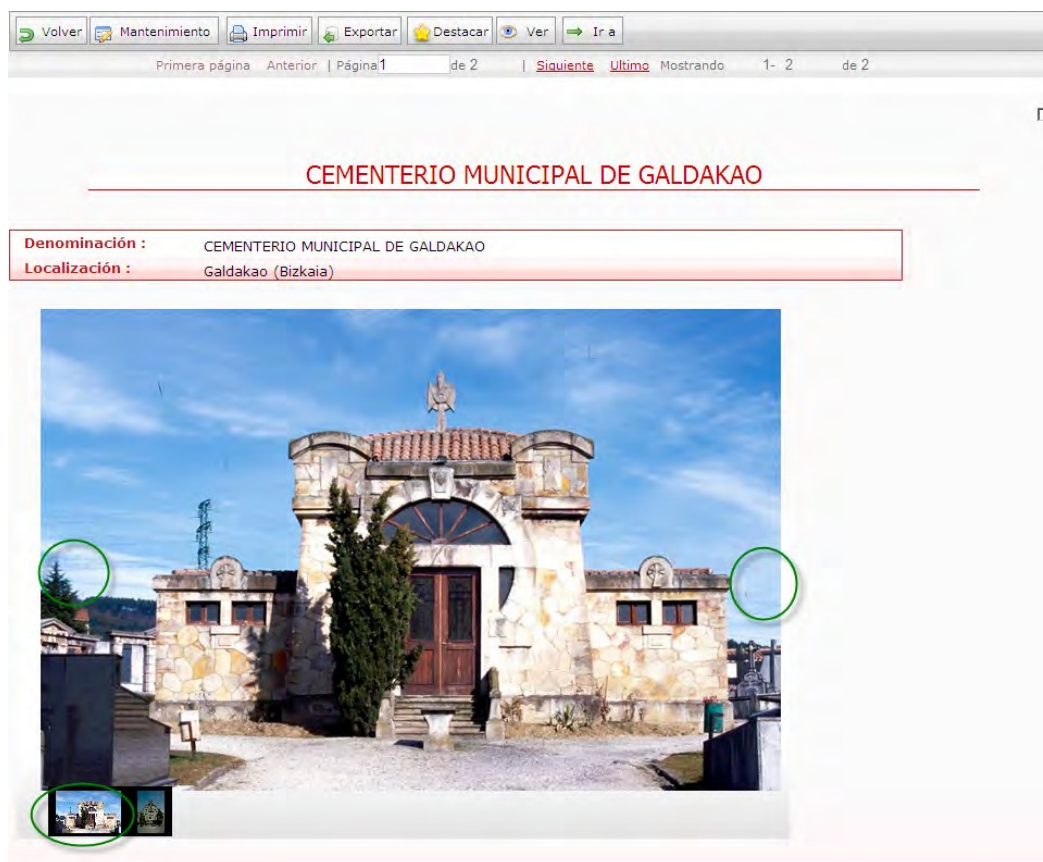 Volver Mantenimiento Imprimir Exportar Destacar Ver Ir a
Primera página Anterior | Página 1 de 2 | Siguiente Ultimo Mostrando 1- 2 de 2
CEMENTERIO MUNICIPAL DE GALDAKAO
Denominación : CEMENTERIO MUNICIPAL DE GALDAKAO
Localización : Galdakao (Bizkaia)